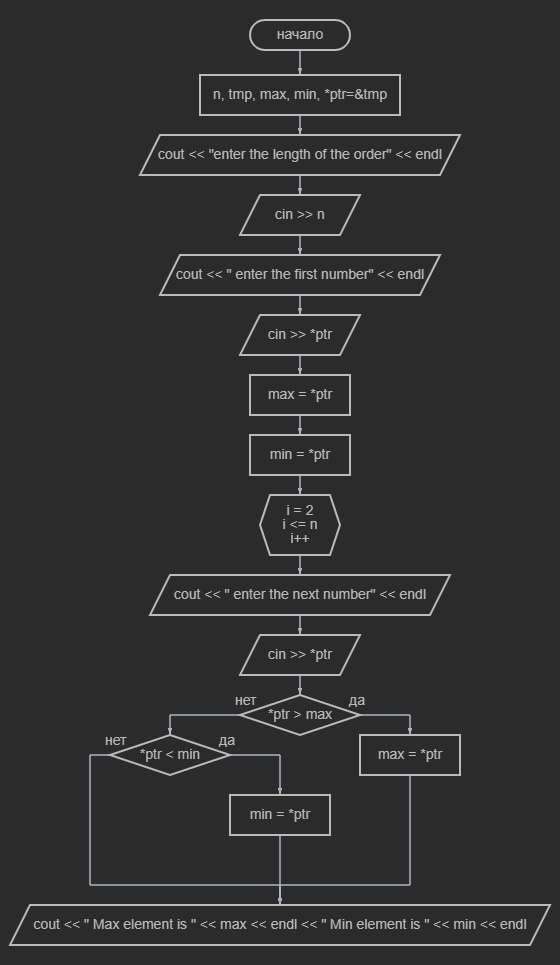 начало
n, tmp, max, min, *ptr=&tmp
cout << "enter the length of the order" << endl
cin >> n
cout << " enter the first number" << endl
cin >> *ptr
max = *ptr
min = *ptr
i = 2
i <= n
i++
cout << " enter the next number" << endl
cin >> *ptr
нет
да
*ptr > max
нет
да
*ptr < min
max = *ptr
min = *ptr
cout << " Max element is " << max << endl << " Min element is " << min << endl